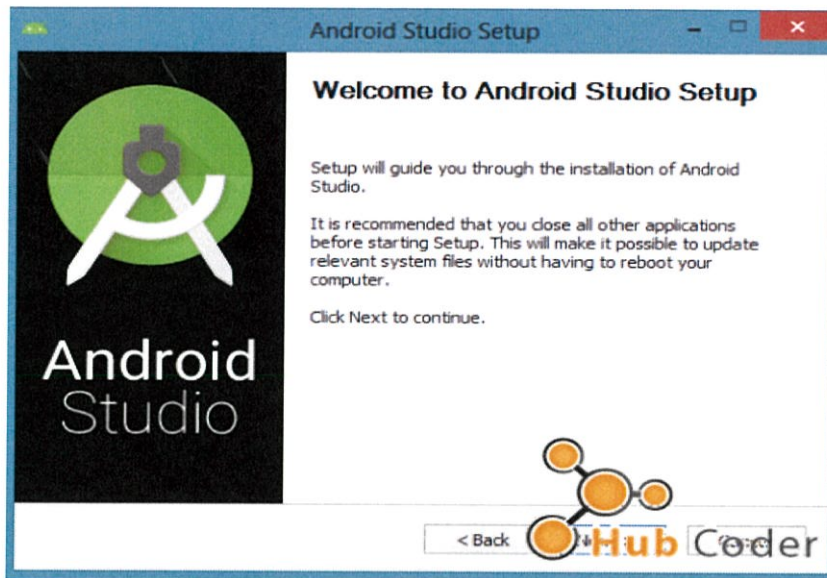 Android Studio Setup
Welcome to Android Studio Setup
Setup will guide you through the installation of Android
Studio.
It is recommended that you close all other applications
before starting Setup. This will make it possible to update
relevant system files without having to reboot your
computer.
Click Next to continue.
Android
Studio
< Back
Hub Coder